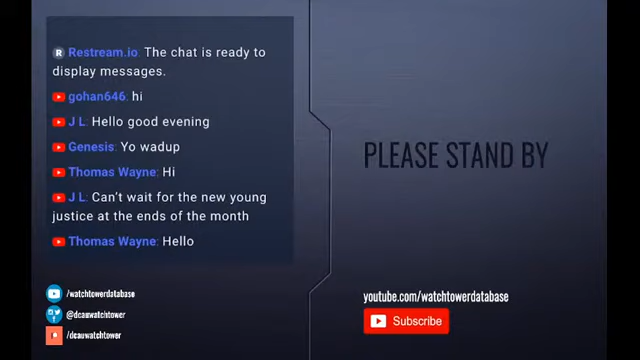 Restream.io The chat is ready to
display messages.
gohan646: hi
J L: Hello good evening
Genesis: Yo wadup
Thomas Wayne: Hi
J L: Can't wait for the new young
justice at the ends of the month
Thomas Wayne: Hello
PLEASE STAND BY
/watchtowerdatabase
@dcauwatchtower
/dcauwatchtower
youtube.com/watchtowerdatabase
Subscribe